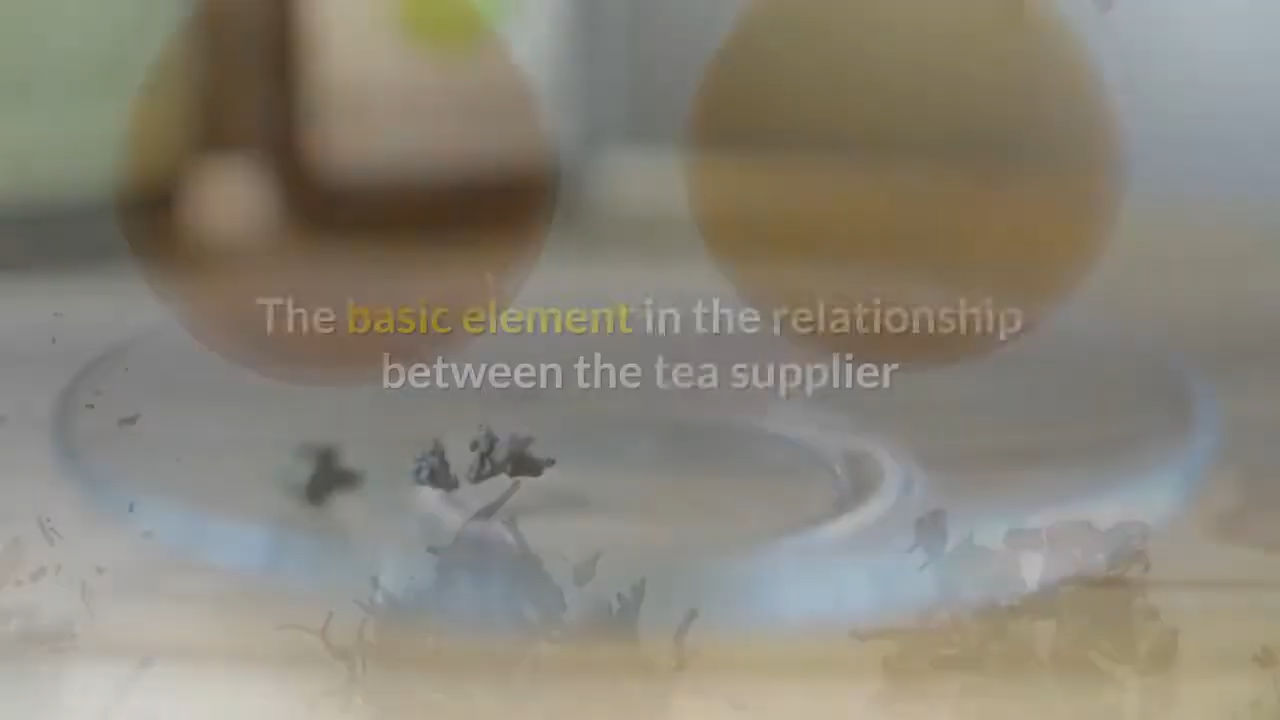 The basic element in the relationship
between the tea supplier